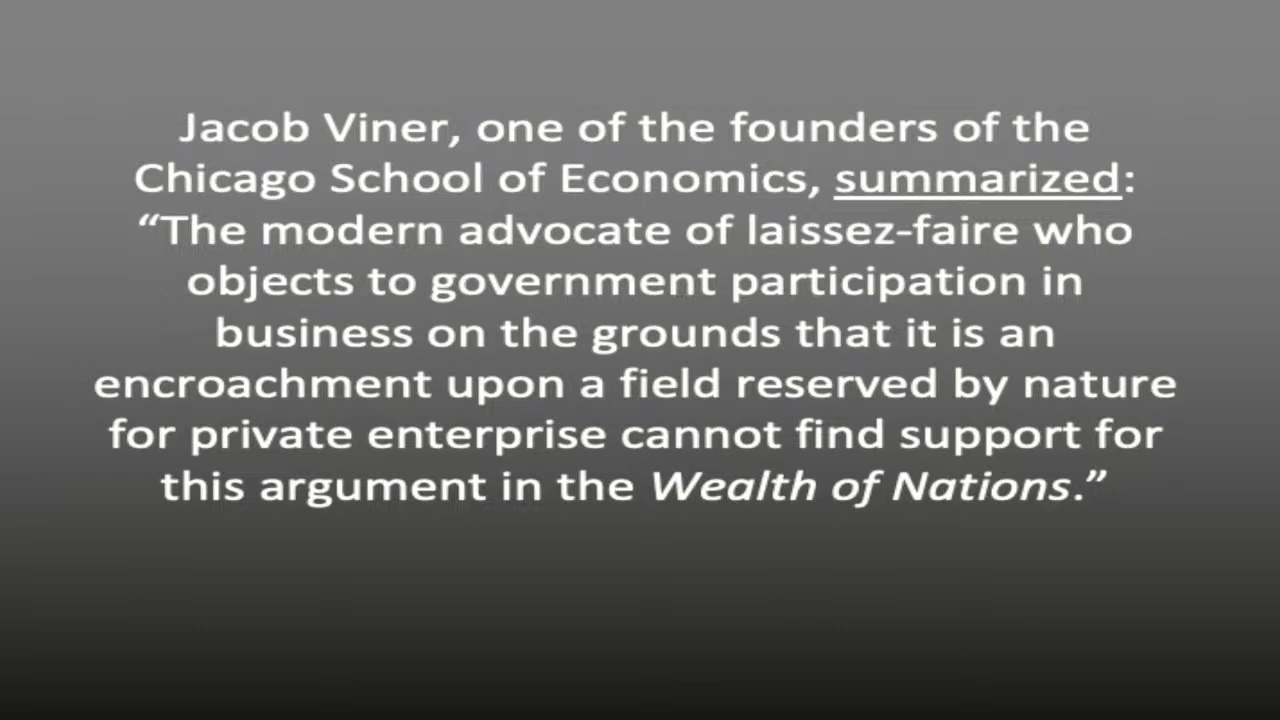 Jacob Viner, one of the founders of the
Chicago School of Economics, summarized:
“The modern advocate of laissez-faire who
objects to government participation in
business on the grounds that it is an
encroachment upon a field reserved by nature
for private enterprise cannot find support for
this argument in the Wealth of Nations.”